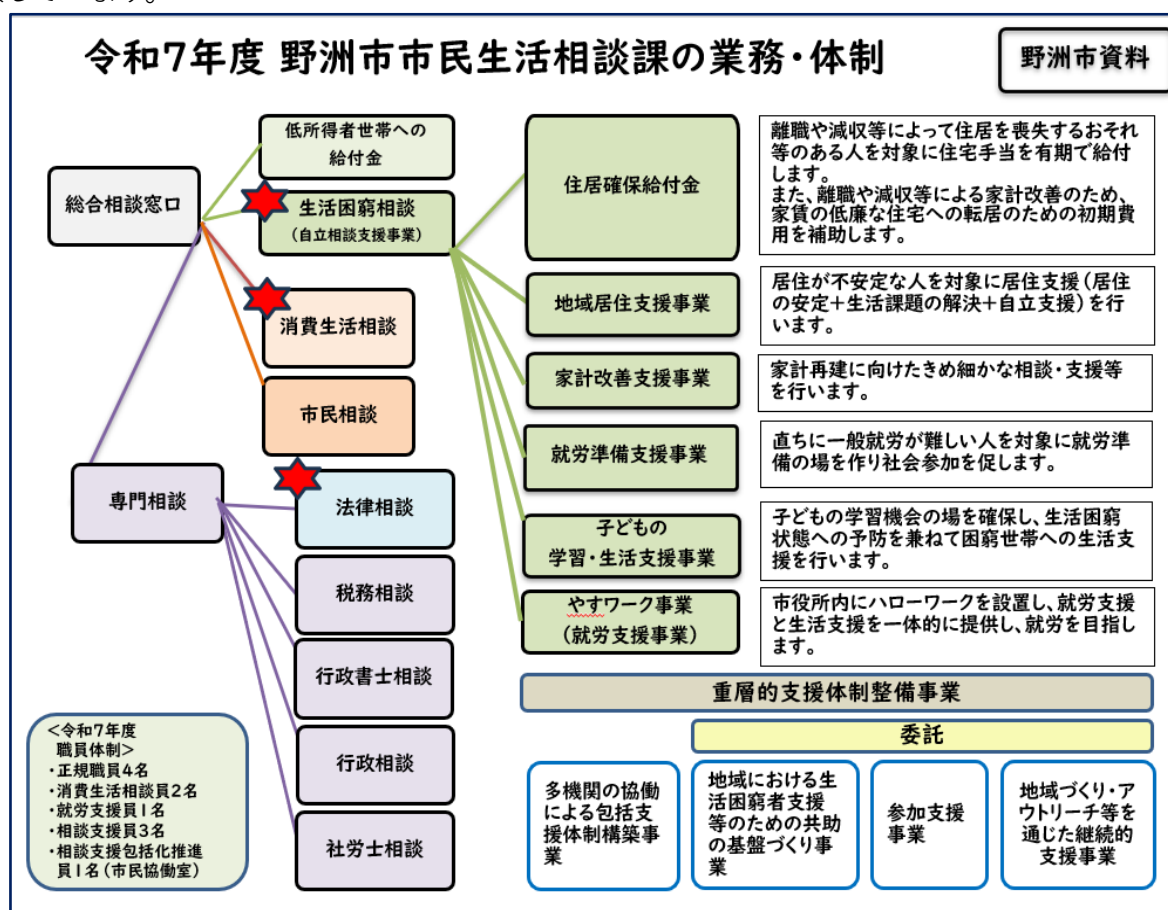 令和7年度 野洲市市民生活相談課の業務・体制
野洲市資料
総合相談窓口
低所得者世帯への
給付金
生活困窮相談
(自立相談支援事業)
消費生活相談
市民相談
専門相談
法律相談
税務相談
行政書士相談
行政相談
社労士相談
住居確保給付金
離職や減収等によって住居を喪失するおそれ
等のある人を対象に住宅手当を有期で給付
します。
また、離職や減収等による家計改善のため、
家賃の低廉な住宅への転居のための初期費
用を補助します。
地域居住支援事業
居住が不安定な人を対象に居住支援(居住
の安定+生活課題の解決+自立支援)を行
います。
家計改善支援事業
家計再建に向けたきめ細かな相談・支援等
を行います。
就労準備支援事業
直ちに一般就労が難しい人を対象に就労準
備の場を作り社会参加を促します。
子どもの
学習・生活支援事業
子どもの学習機会の場を確保し、生活困窮
状態への予防を兼ねて困窮世帯への生活支
援を行います。
やすワーク事業
(就労支援事業)
市役所内にハローワークを設置し、就労支援
と生活支援を一体的に提供し、就労を目指し
ます。
重層的支援体制整備事業
委託
多機関の協働
による包括支
援体制構築事
業
地域における生
活困窮者支援
等のための共助
の基盤づくり事
業
参加支援
事業
地域づくり・ア
ウトリーチ等を
通じた継続的
支援事業
<令和7年度
職員体制>
・正規職員4名
・消費生活相談員2名
・就労支援員1名
・相談支援員3名
・相談支援包括化推進
員1名(市民協働室)